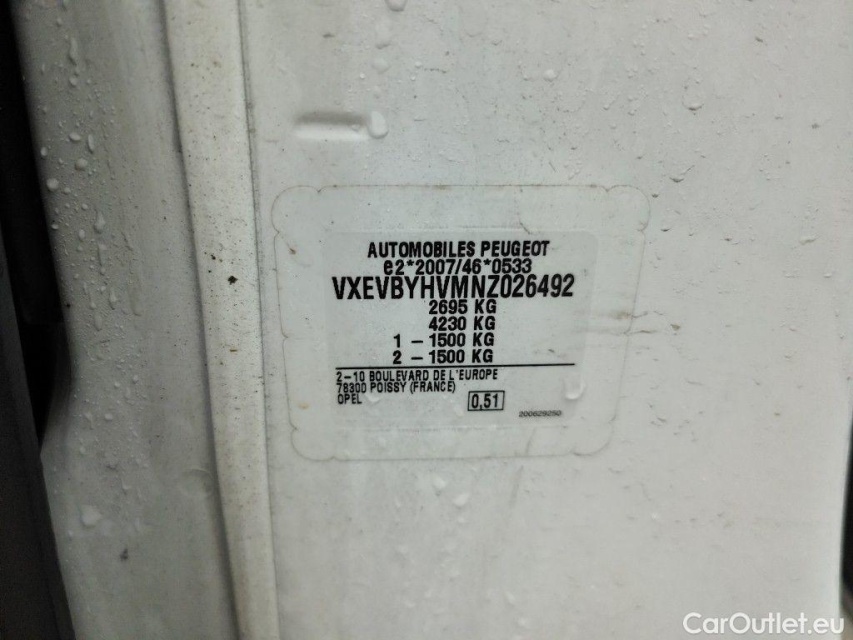 AUTOMOBILES PEUGEOT
e2*2007/46*0533
VXEVBYHVMNZ026492
2695 KG
4230 KG
1 - 1500 KG
2 - 1500 KG
2-10 BOULEVARD DE L'EUROPE
78300 POISSY (FRANCE)
OPEL
0,51
200629250
CarOutlet.eu